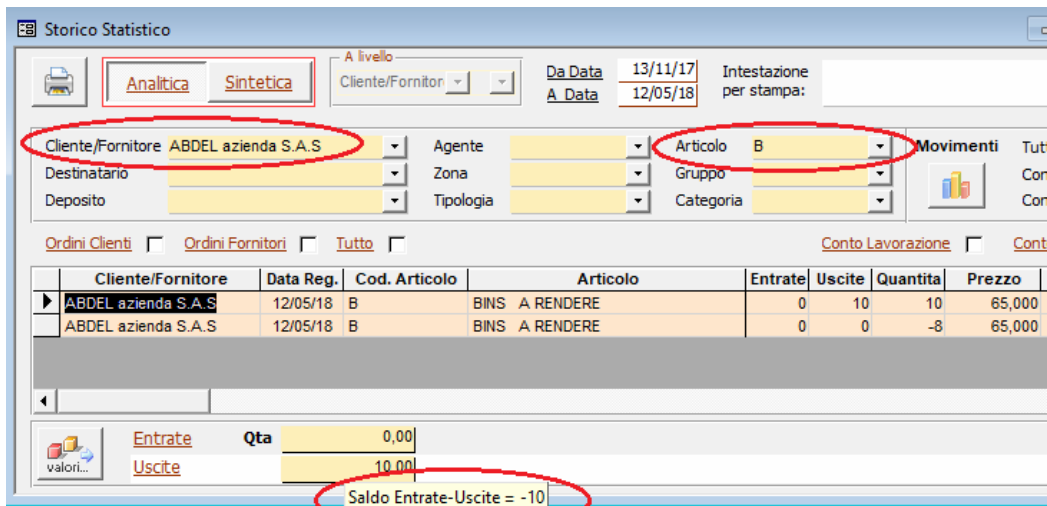 Storico Statistico
Analitica Sintetica
A livello
Cliente/Fornitor
Da Data 13/11/17
A Data 12/05/18
Intestazione
per stampa:
Cliente/Fornitore ABDEL azienda S.A.S Agente Articolo B Movimenti Tut
Destinatario Zona Gruppo Con
Deposito Tipologia Categoria Con
Ordini Clienti Ordini Fornitori Tutto Conto Lavorazione Cont
Cliente/Fornitore Data Reg. Cod. Articolo Articolo Entrate Uscite Quantita Prezzo
ABDEL azienda S.A.S 12/05/18 B BINS A RENDERE 0 10 10 65,000
ABDEL azienda S.A.S 12/05/18 B BINS A RENDERE 0 0 -8 65,000
valori...
Entrate Qta 0,00
Uscite 10,00
Saldo Entrate-Uscite = -10